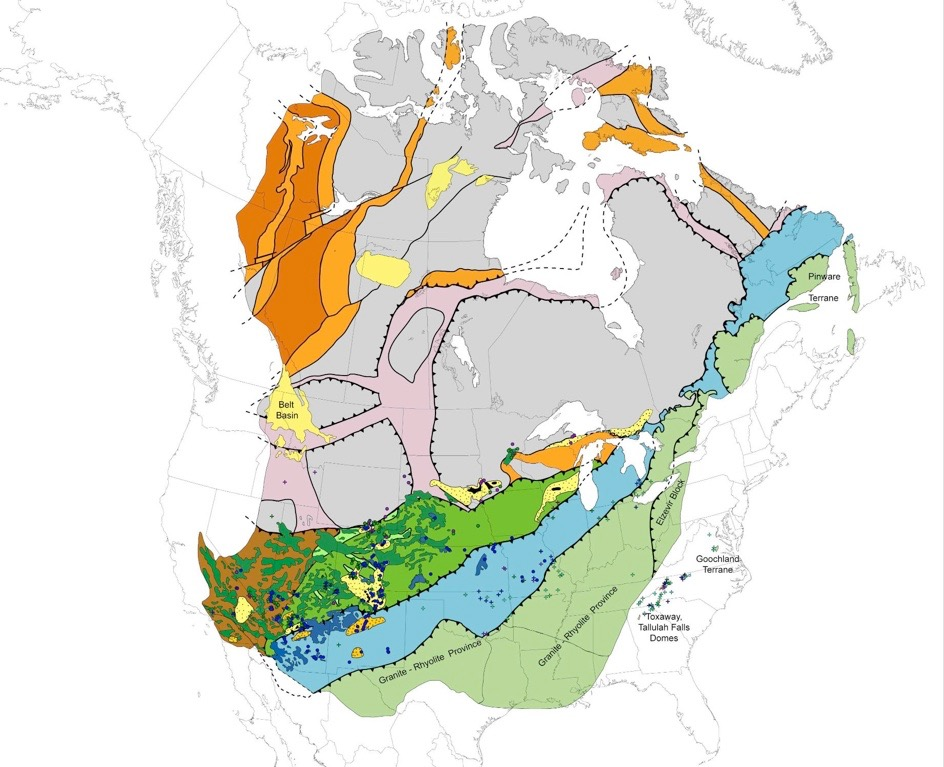 Pinware
Terrane
Belt
Basin
Elzevir Block
Goochland
Terrane
Toxaway,
Tallulah Falls
Domes
Granite - Rhyolite Province
Granite - Rhyolite Province